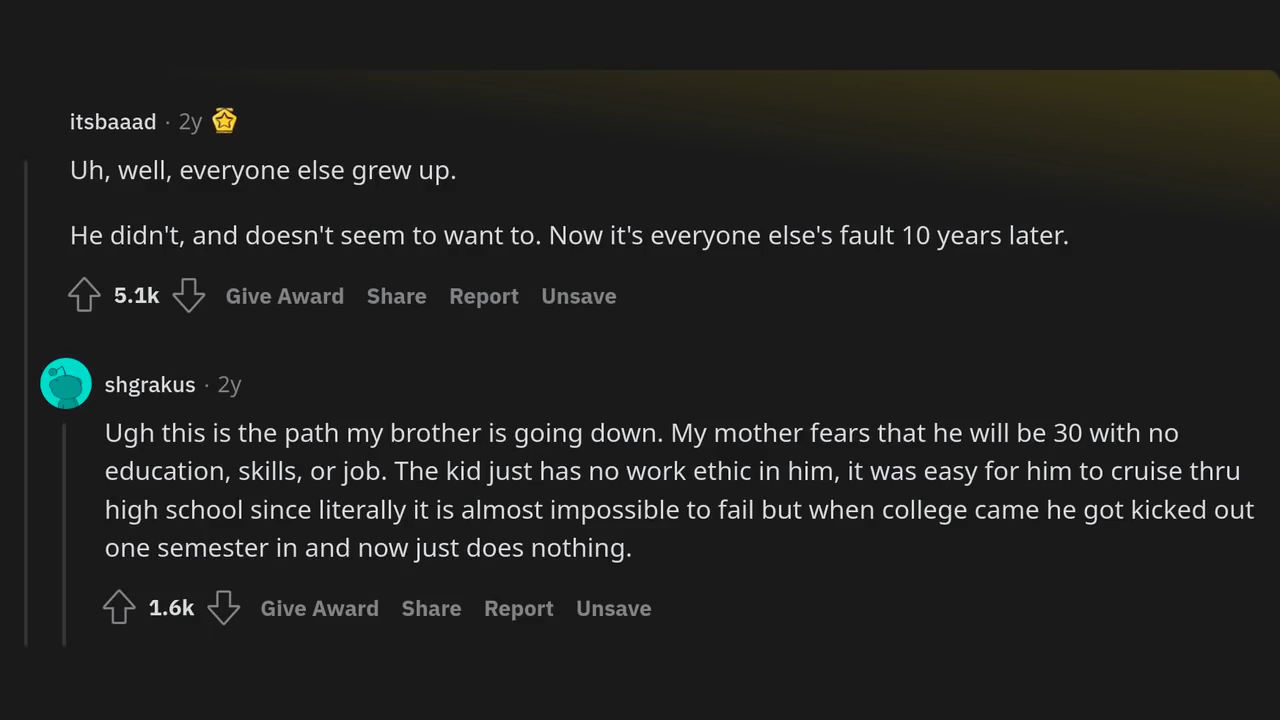 itsbaaad · 2y
Uh, well, everyone else grew up.
He didn't, and doesn't seem to want to. Now it's everyone else's fault 10 years later.
5.1k Give Award Share Report Unsave
shgrakus · 2y
Ugh this is the path my brother is going down. My mother fears that he will be 30 with no
education, skills, or job. The kid just has no work ethic in him, it was easy for him to cruise thru
high school since literally it is almost impossible to fail but when college came he got kicked out
one semester in and now just does nothing.
1.6k Give Award Share Report Unsave